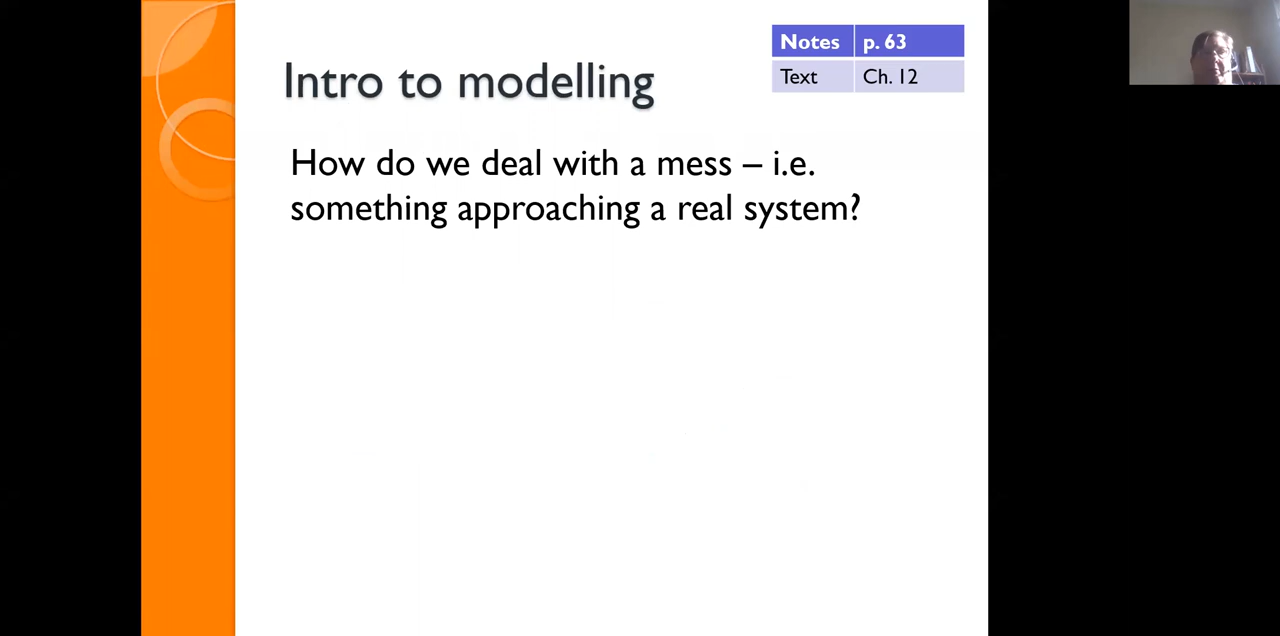 Intro to modelling
Notes p. 63
Text Ch. 12
How do we deal with a mess – i.e.
something approaching a real system?